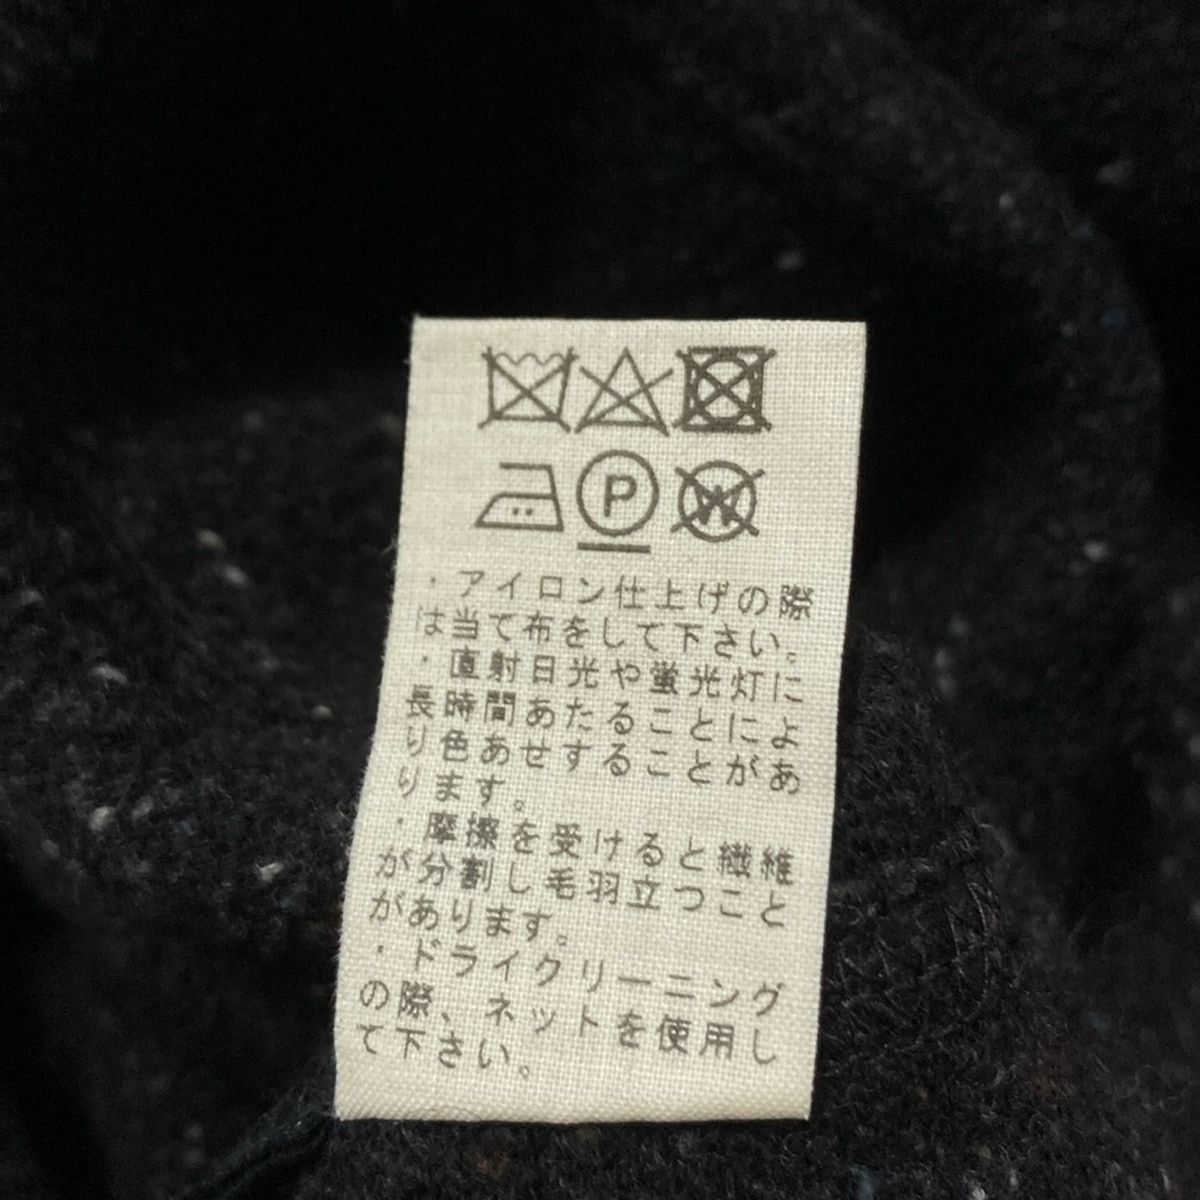 P W
・アイロン仕上げの際
は当て布をして下さい。
・直射日光や蛍光灯に
長時間あたることによ
り色あせすることがあ
ります。
・摩擦を受けると繊維
が分割し毛羽立つこと
があります。
・ドライクリーニング
の際、ネットを使用し
て下さい。